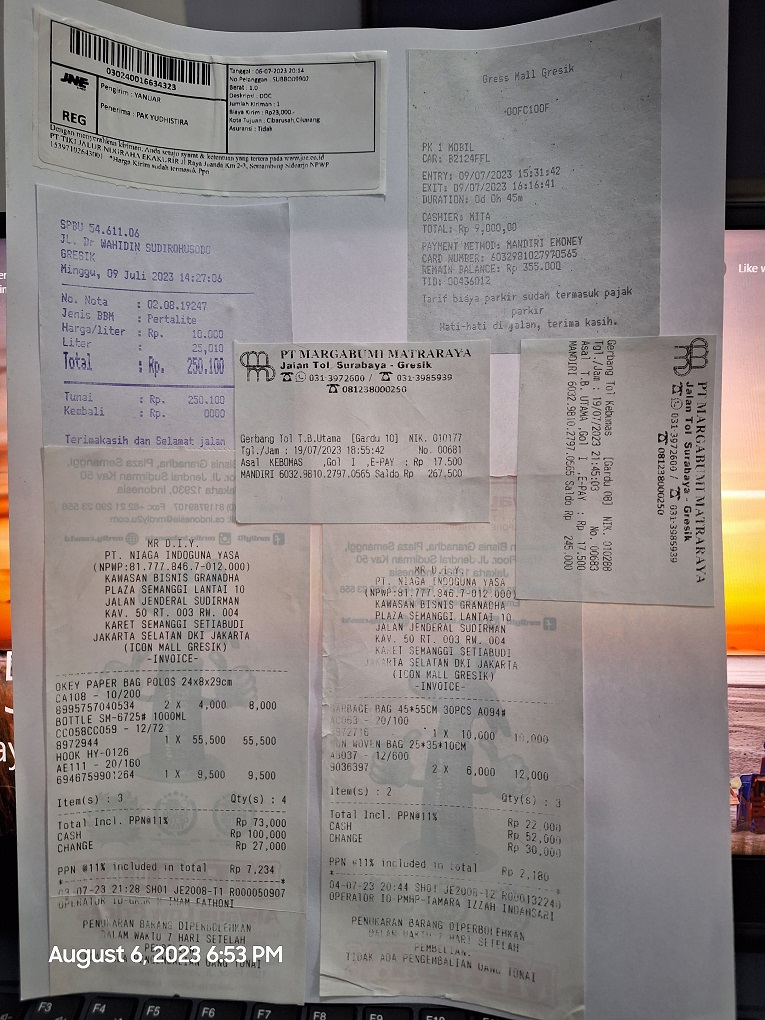 0302400016634323
JNE
REG
Pengirim : YANUAR
Penerima : PAK YUDHISTIRA
Tanggal : 06-07-2023 20:14
No Pelanggan : SUBBO09902
Berat : 1.0
Deskripsi : DOC
Jumlah Kiriman : 1
Biaya Kirim : Rp23,000,-
Kota Tujuan : Cibarusah,Cikarang
Asuransi : Tidak
Dengan menyerahkan kiriman, Anda setuju syarat & ketentuan yang tertera pada www.jne.co.id
PT TIKI JALUR NUGRAHA EKAKURIR Jl Raya Juanda Km 2-3, Semambung Sidoarjo NPWP
*Harga Kirim sudah termasuk Ppn
Gress Mall Gresik
PK 1 MOBIL
CAR: B2124FFL
ENTRY: 09/07/2023 15:31:42
EXIT: 09/07/2023 16:16:41
DURATION: 0d 0h 45m
CASHIER: MITA
TOTAL: Rp 9,000,00
PAYMENT METHOD: MANDIRI EMONEY
CARD NUMBER: 6032981027970565
REMAIN BALANCE: Rp 355.000
TID: 00436012
Tarif biaya parkir sudah termasuk pajak
parkir
Hati-hati di jalan, terima kasih.
SPBU 54.611.06
JL. Dr WAHIDIN SUDIROHUSODO
GRESIK
Minggu, 09 Juli 2023 14:27:06
No. Nota : 02.08.19247
Jenis BBM : Pertalite
Harga/liter : Rp. 10.000
Liter : 25,010
Total : Rp. 250.100
Tunai : Rp. 250.100
Kembali : Rp. 0000
Terimakasih dan Selamat jalan
PT MARGABUMI MATRARAYA
Jalan Tol Surabaya - Gresik
031-3972600 / 031-3985939
081238000250
Gerbang Tol T.B.Utama [Gardu 10] NIK. 010177
Tgl./Jam : 19/07/2023 18:55:42 No. 00681
Asal KEBOMAS ,Gol I ,E-PAY : Rp 17.500
MANDIRI 6032.9810.2797.0565 Saldo Rp 267.500
PT MARGABUMI MATRARAYA
Jalan Tol Surabaya - Gresik
031-3972600 / 031-3985939
081238000250
Gerbang Tol Kebomas [Gardu 08] NIK. 010288
Tgl./Jam : 19/07/2023 21:45:03 No. 00683
Asal T.B. UTAMA ,Gol I ,E-PAY : Rp 17.500
MANDIRI 6032.9810.2797.0565 Saldo Rp 245.000
MR D.I.Y.
PT. NIAGA INDOGUNA YASA
(NPWP:81.777.846.7-012.000)
KAWASAN BISNIS GRANADHA
PLAZA SEMANGGI LANTAI 10
JALAN JENDERAL SUDIRMAN
KAV. 50 RT. 003 RW. 004
KARET SEMANGGI SETIABUDI
JAKARTA SELATAN DKI JAKARTA
(ICON MALL GRESIK)
-INVOICE-
OKEY PAPER BAG POLOS 24x8x29cm
CA108 - 10/200
8995757040534 2 X 4,000 8,000
BOTTLE SM-6725# 1000ML
CC058CC059 - 12/72
8972944 1 X 55,500 55,500
HOOK HY-0126
AE111 - 20/160
6946759901264 1 X 9,500 9,500
Item(s) : 3 Qty(s) : 4
Total Incl. PPN#11% Rp 73,000
CASH Rp 100,000
CHANGE Rp 27,000
PPN #11% included in total Rp 7,234
07-23 21:28 SH01 JE2008-T1 R000050907
FATHONI
PENUKARAN BARANG DIPERBOLEHKAN
DALAM WAKTU 7 HARI SETELAH
UANG TUNAI
MR D.I.Y.
PT. NIAGA INDOGUNA YASA
(NPWP:81.777.846.7-012.000)
KAWASAN BISNIS GRANADHA
PLAZA SEMANGGI LANTAI 10
JALAN JENDERAL SUDIRMAN
KAV. 50 RT. 003 RW. 004
KARET SEMANGGI SETIABUDI
JAKARTA SELATAN DKI JAKARTA
(ICON MALL GRESIK)
-INVOICE-
GARBAGE BAG 45*55CM 30PCS A094#
- 20/100
1 X 10,000 10,000
NON WOVEN BAG 25*35*10CM
- 12/600
9036397 2 X 6,000 12,000
Item(s) : 2 Qty(s) : 3
Total Incl. PPN#11% Rp 22,000
CASH Rp 52,000
CHANGE Rp 30,000
PPN #11% included in total Rp 2,180
04-07-23 20:44 SH01
OPERATOR ID-PMHP-TAMARA IZZAH INDAHSARI
PENUKARAN BARANG DIPERBOLEHKAN
DALAM WAKTU 7 HARI SETELAH
PEMBELIAN.
TIDAK ADA PENGEMBALIAN UANG TUNAI
August 6, 2023 6:53 PM
Like w
F3 F4 F5 F6 F7 F8 F9